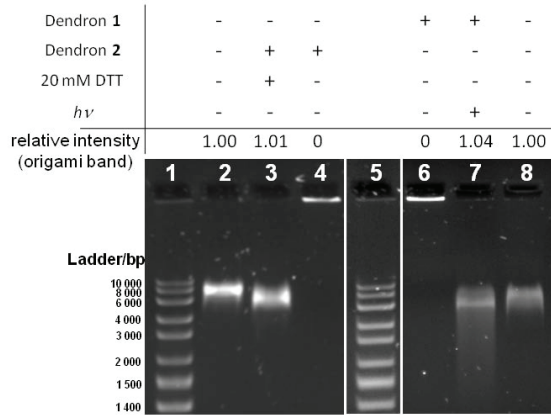 Dendron 1 - - - + + -
Dendron 2 - + + - - -
20 mM DTT - + - - - -
hν - - - - + -
relative intensity 1.00 1.01 0 0 1.04 1.00
(origami band)
1 2 3 4 5 6 7 8
Ladder/bp
10 000
8 000
6 000
4 000
3 000
2 000
1 500
1 400